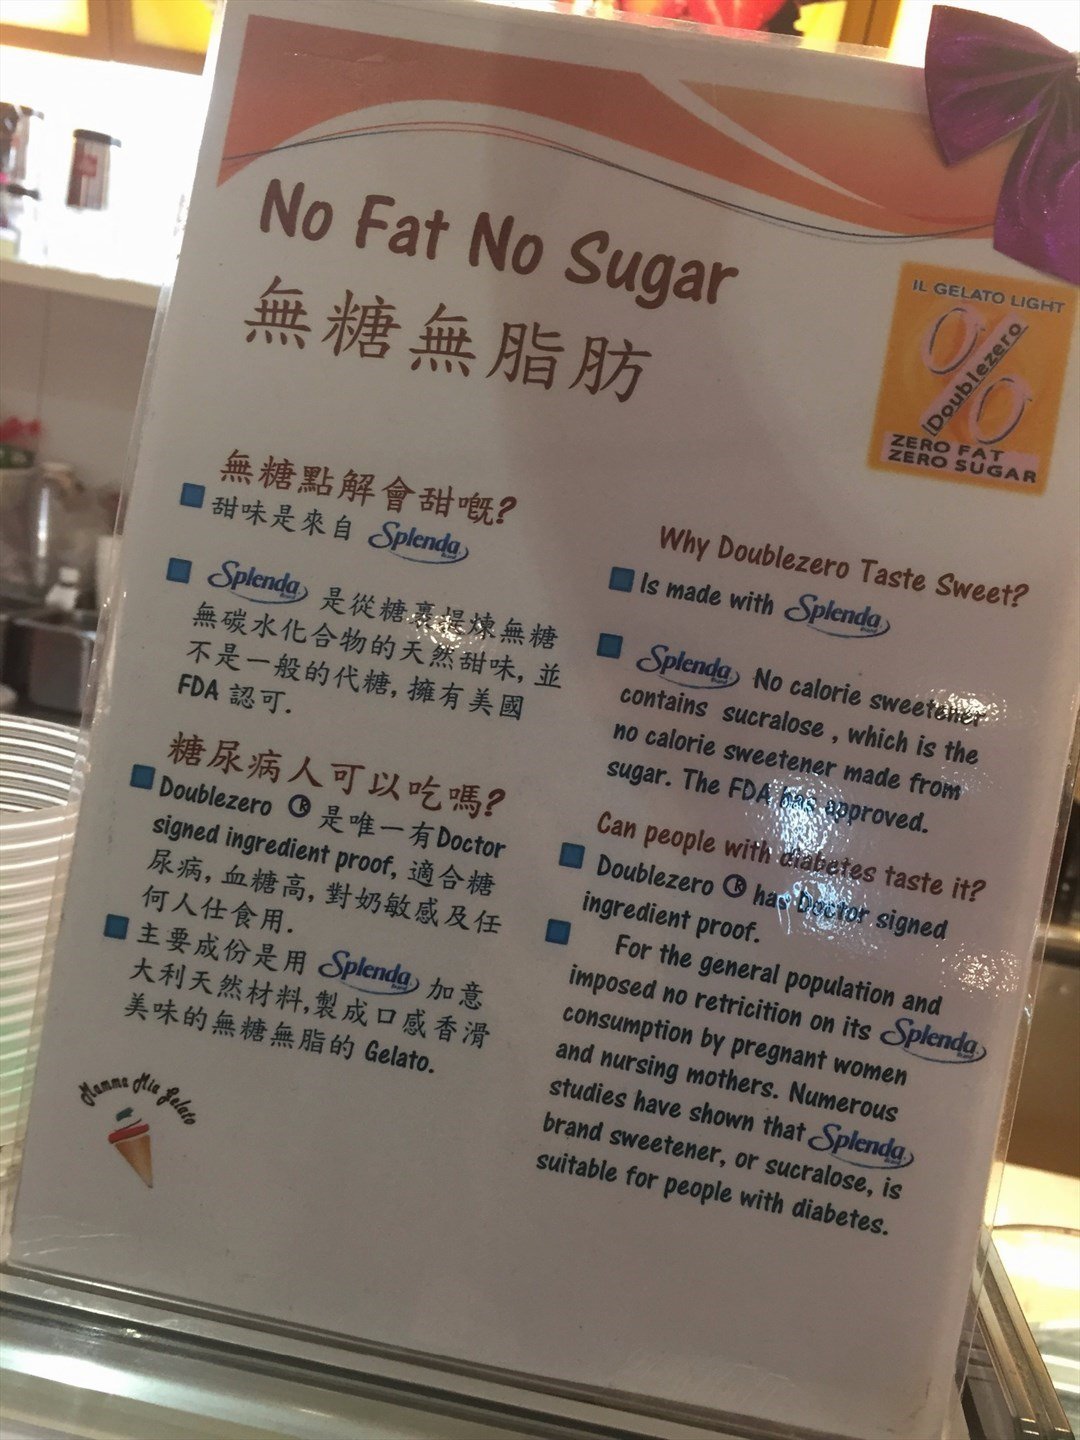 No Fat No Sugar
無糖無脂肪
IL GELATO LIGHT
Doublezero
ZERO FAT
ZERO SUGAR
無糖點解會甜嘅?
甜味是來自 Splenda
Splenda 是從糖裹提煉無糖
無碳水化合物的天然甜味, 並
不是一般的代糖, 擁有美國
FDA 認可.
糖尿病人可以吃嗎?
Doublezero ® 是唯一有Doctor
signed ingredient proof, 適合糖
尿病, 血糖高, 對奶敏感及任
何人仕食用.
主要成份是用 Splenda 加意
大利天然材料,製成口感香滑
美味的無糖無脂的 Gelato.
Mamma Mia Gelato
Why Doublezero Taste Sweet?
Is made with Splenda
Splenda No calorie sweetener
contains sucralose , which is the
no calorie sweetener made from
sugar. The FDA has approved.
Can people with diabetes taste it?
Doublezero ® has Doctor signed
ingredient proof.
For the general population and
imposed no retricition on its Splenda
consumption by pregnant women
and nursing mothers. Numerous
studies have shown that Splenda
brand sweetener, or sucralose, is
suitable for people with diabetes.